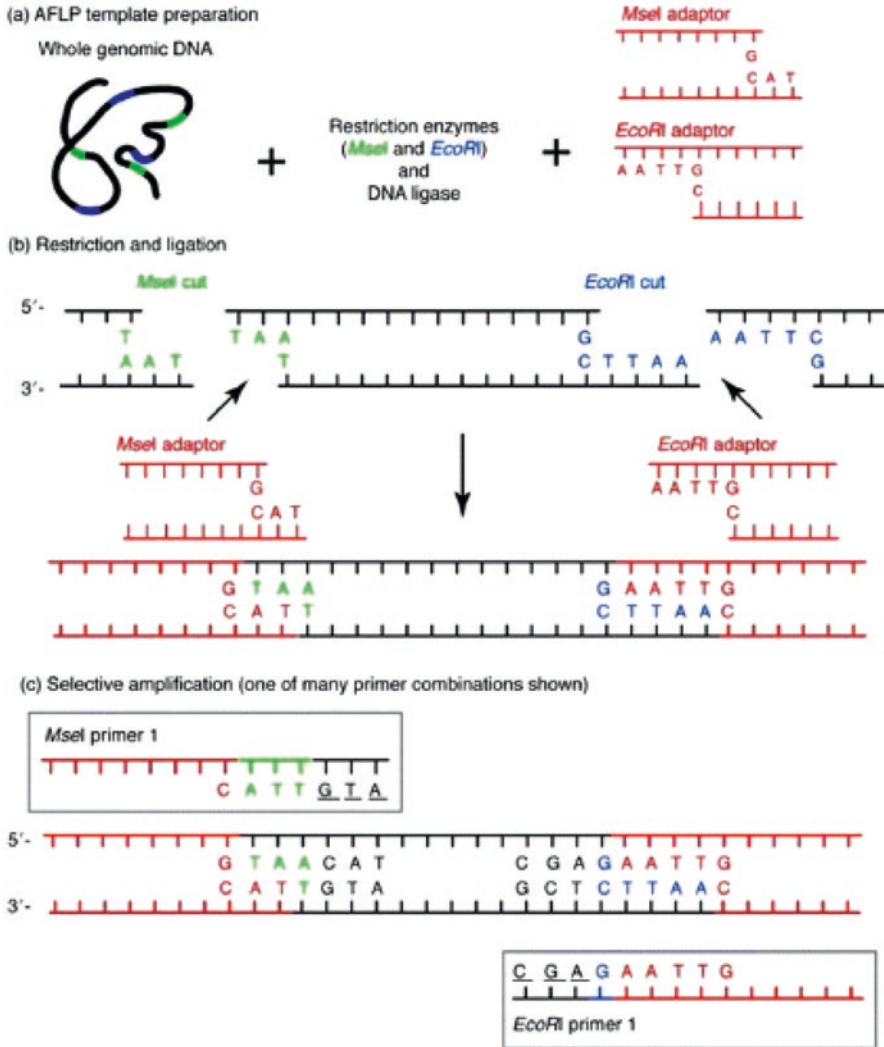 (a) AFLP template preparation
Whole genomic DNA
Restriction enzymes
(MseI and EcoRI)
and
DNA ligase
MseI adaptor
G
C A T
EcoRI adaptor
A A T T G
C
(b) Restriction and ligation
MseI cut
EcoRI cut
5′-
T
T A A
G
A A T T C
A A T
T
C T T A A
G
3′-
MseI adaptor
G
C A T
EcoRI adaptor
A A T T G
C
G T A A
G A A T T G
C A T T
C T T A A C
(c) Selective amplification (one of many primer combinations shown)
MseI primer 1
C A T T G T A
5′-
G T A A C A T
C G A G A A T T G
C A T T G T A
G C T C T T A A C
3′-
C G A G A A T T G
EcoRI primer 1